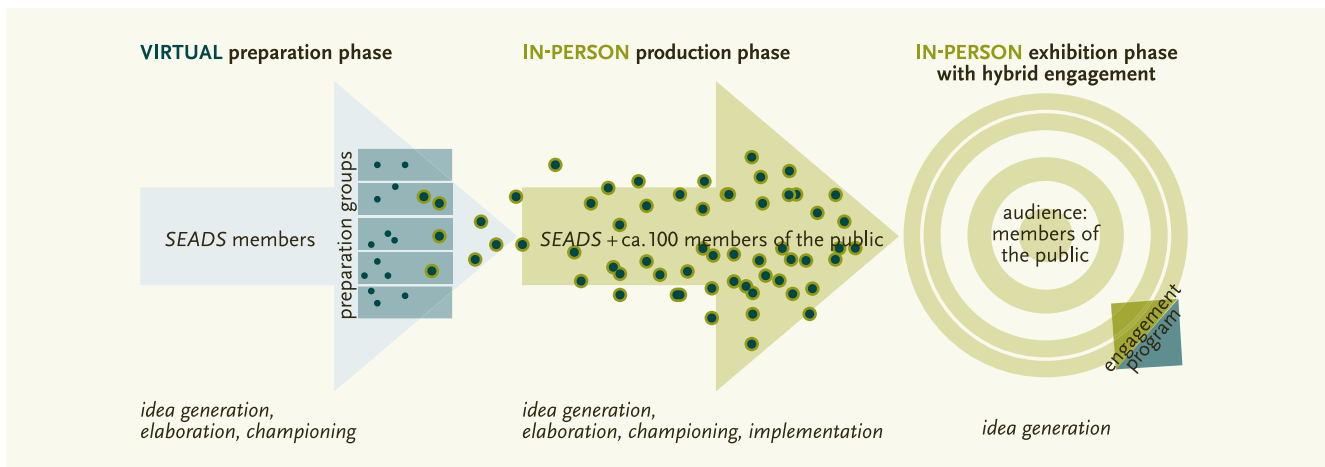 VIRTUAL preparation phase
SEADS members
preparation groups
idea generation,
elaboration, championing
IN-PERSON production phase
SEADS + ca.100 members of the public
idea generation,
elaboration, championing, implementation
IN-PERSON exhibition phase
with hybrid engagement
audience:
members of
the public
engagement
program
idea generation